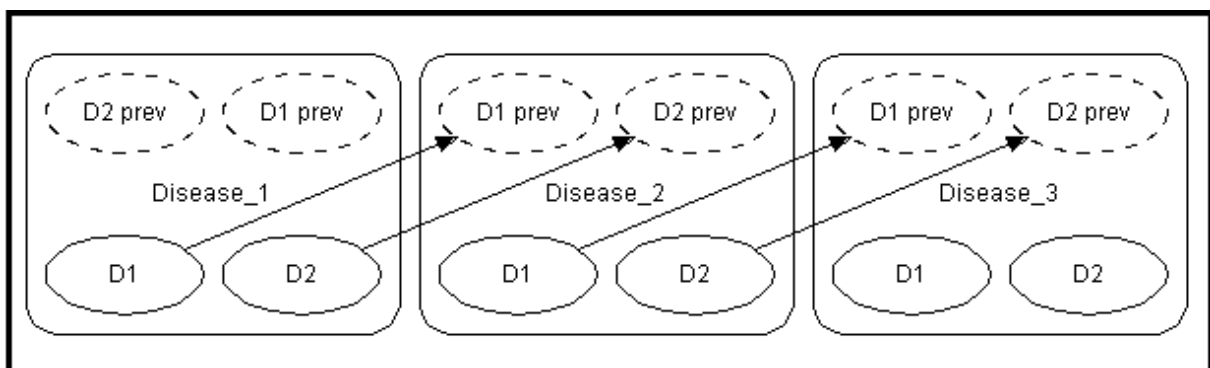 D2 prev D1 prev D1 prev D2 prev D1 prev D2 prev
Disease_1 Disease_2 Disease_3
D1 D2 D1 D2 D1 D2